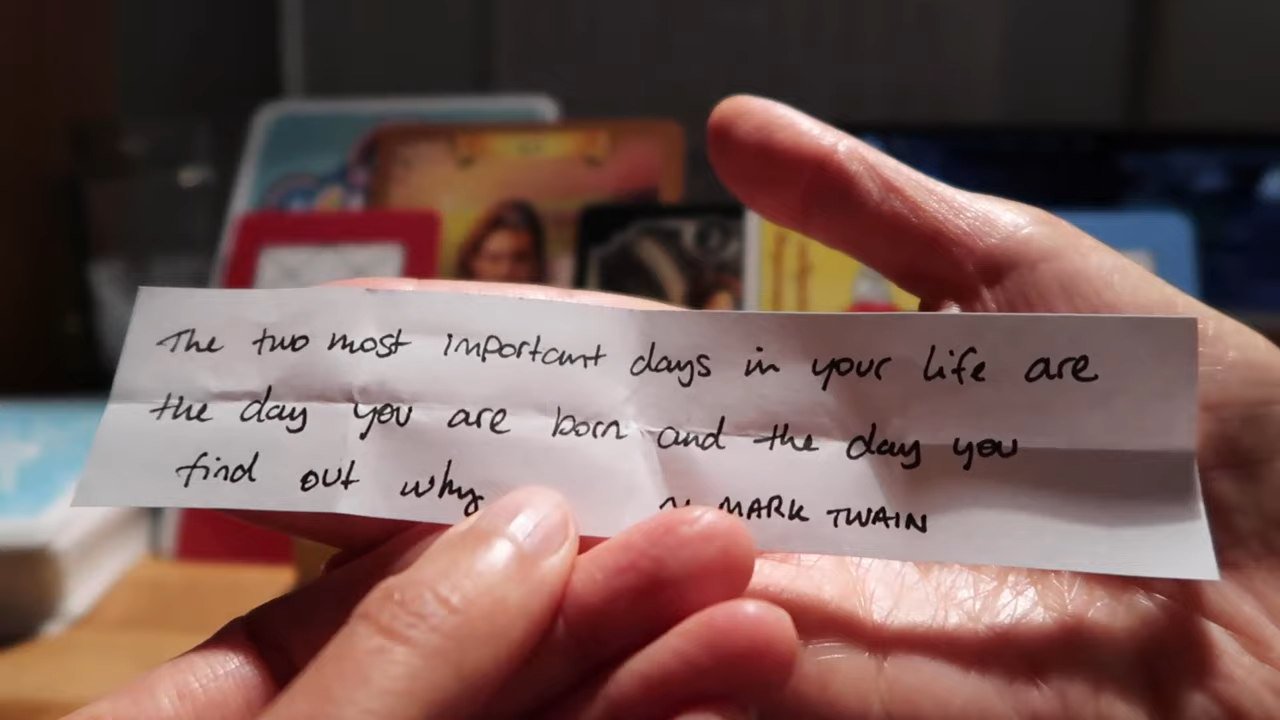 The two most important days in your life are
the day you are born and the day you
find out why
~ MARK TWAIN